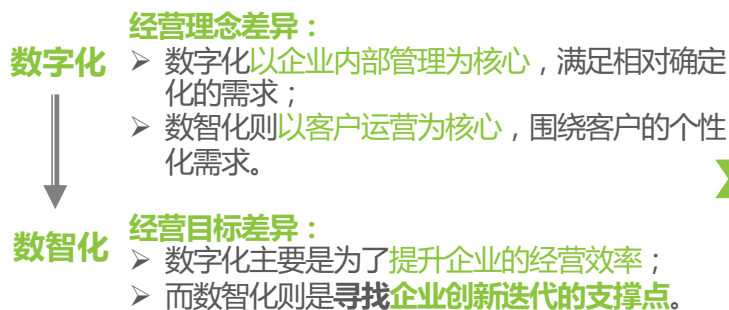 经营理念差异：
数字化
➢ 数字化以企业内部管理为核心，满足相对确定
化的需求；
➢ 数智化则以客户运营为核心，围绕客户的个性
化需求。
数智化
经营目标差异：
➢ 数字化主要是为了提升企业的经营效率；
➢ 而数智化则是寻找企业创新迭代的支撑点。